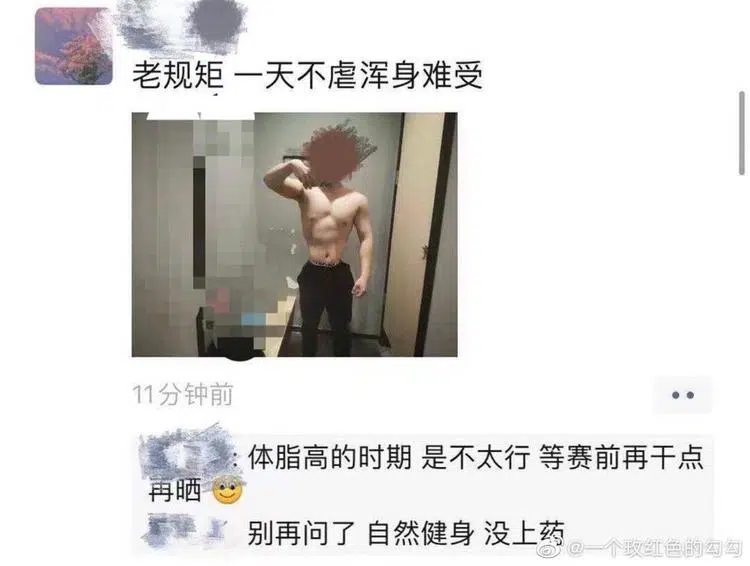 老规矩 一天不虐浑身难受
11分钟前
: 体脂高的时期 是不太行 等赛前再干点
再晒
别再问了 自然健身 没上药
@一个玫红色的勾勾